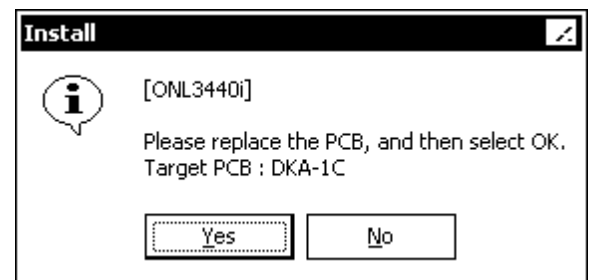 Install
[ONL3440i]
Please replace the PCB, and then select OK.
Target PCB : DKA-1C
Yes
No